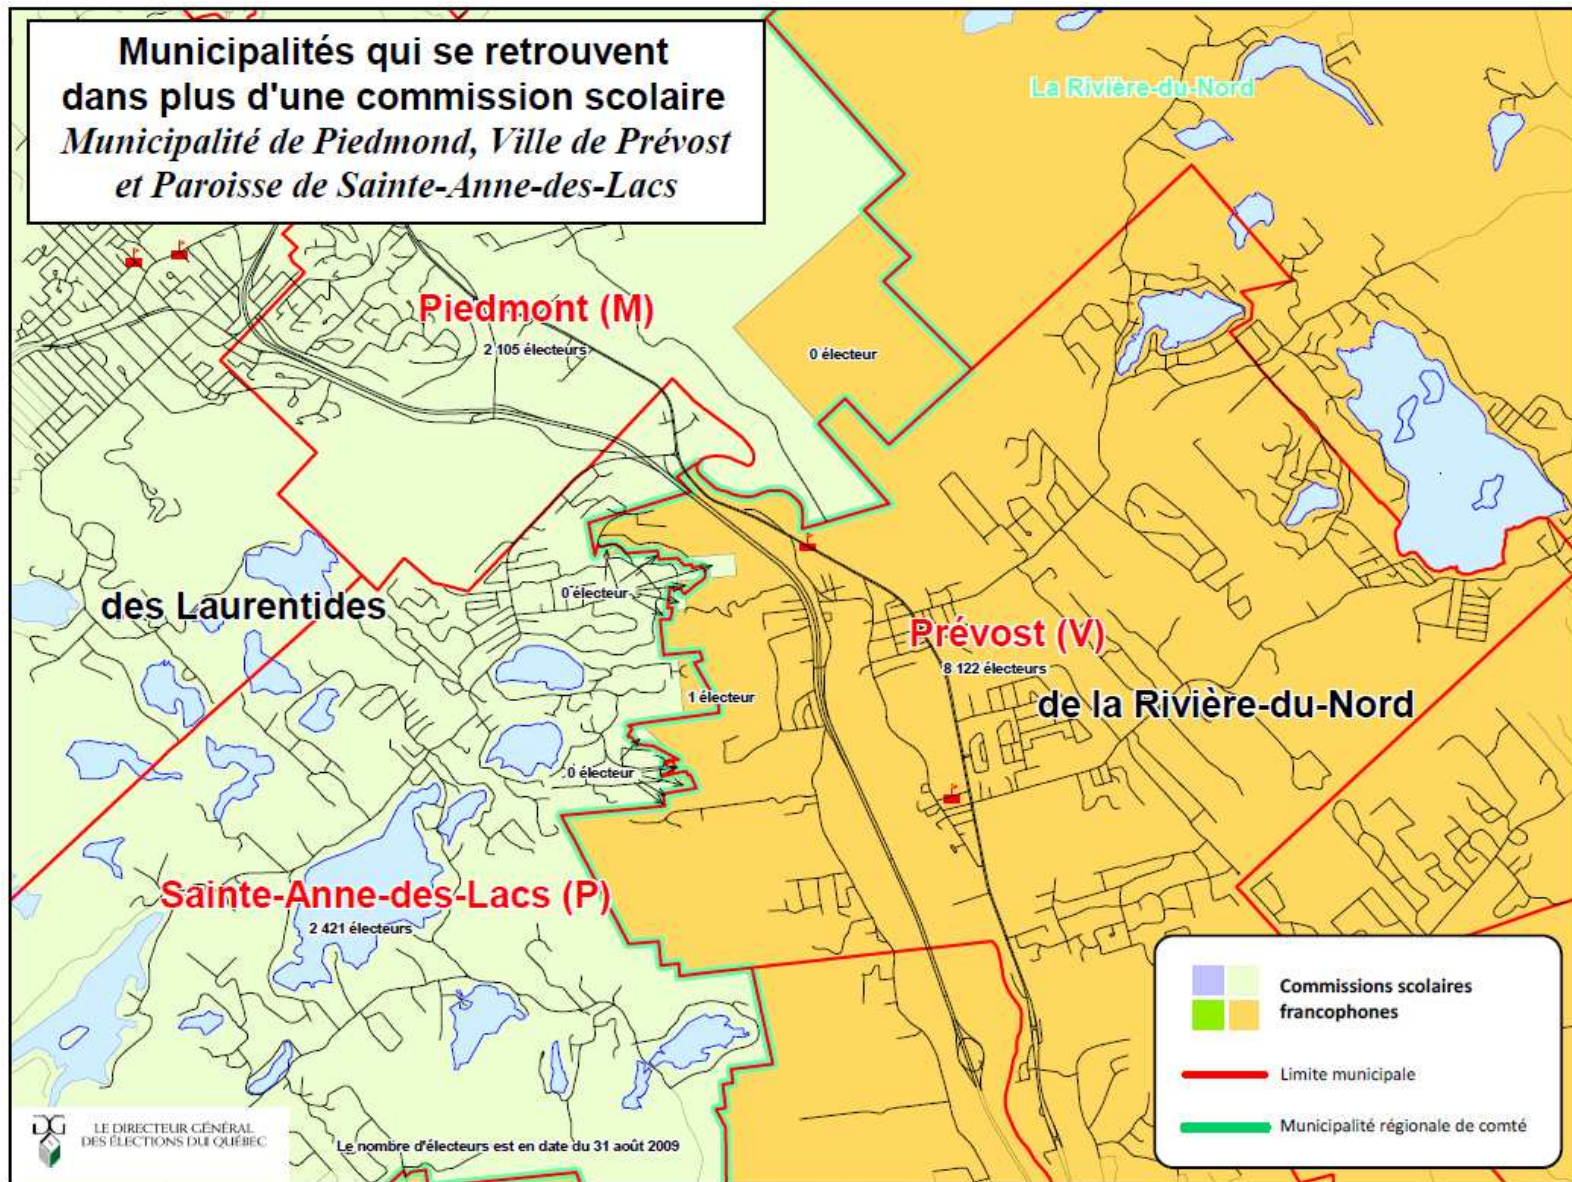 Municipalités qui se retrouvent
dans plus d'une commission scolaire
Municipalité de Piedmond, Ville de Prévost
et Paroisse de Sainte-Anne-des-Lacs
La Rivière-du-Nord
Piedmont (M)
2 105 électeurs
0 électeur
0 électeur
des Laurentides
Prévost (V)
8 122 électeurs
1 électeur
de la Rivière-du-Nord
0 électeur
Sainte-Anne-des-Lacs (P)
2 421 électeurs
Commissions scolaires
francophones
Limite municipale
Municipalité régionale de comté
LE DIRECTEUR GÉNÉRAL
DES ÉLECTIONS DU QUÉBEC
Le nombre d'électeurs est en date du 31 août 2009